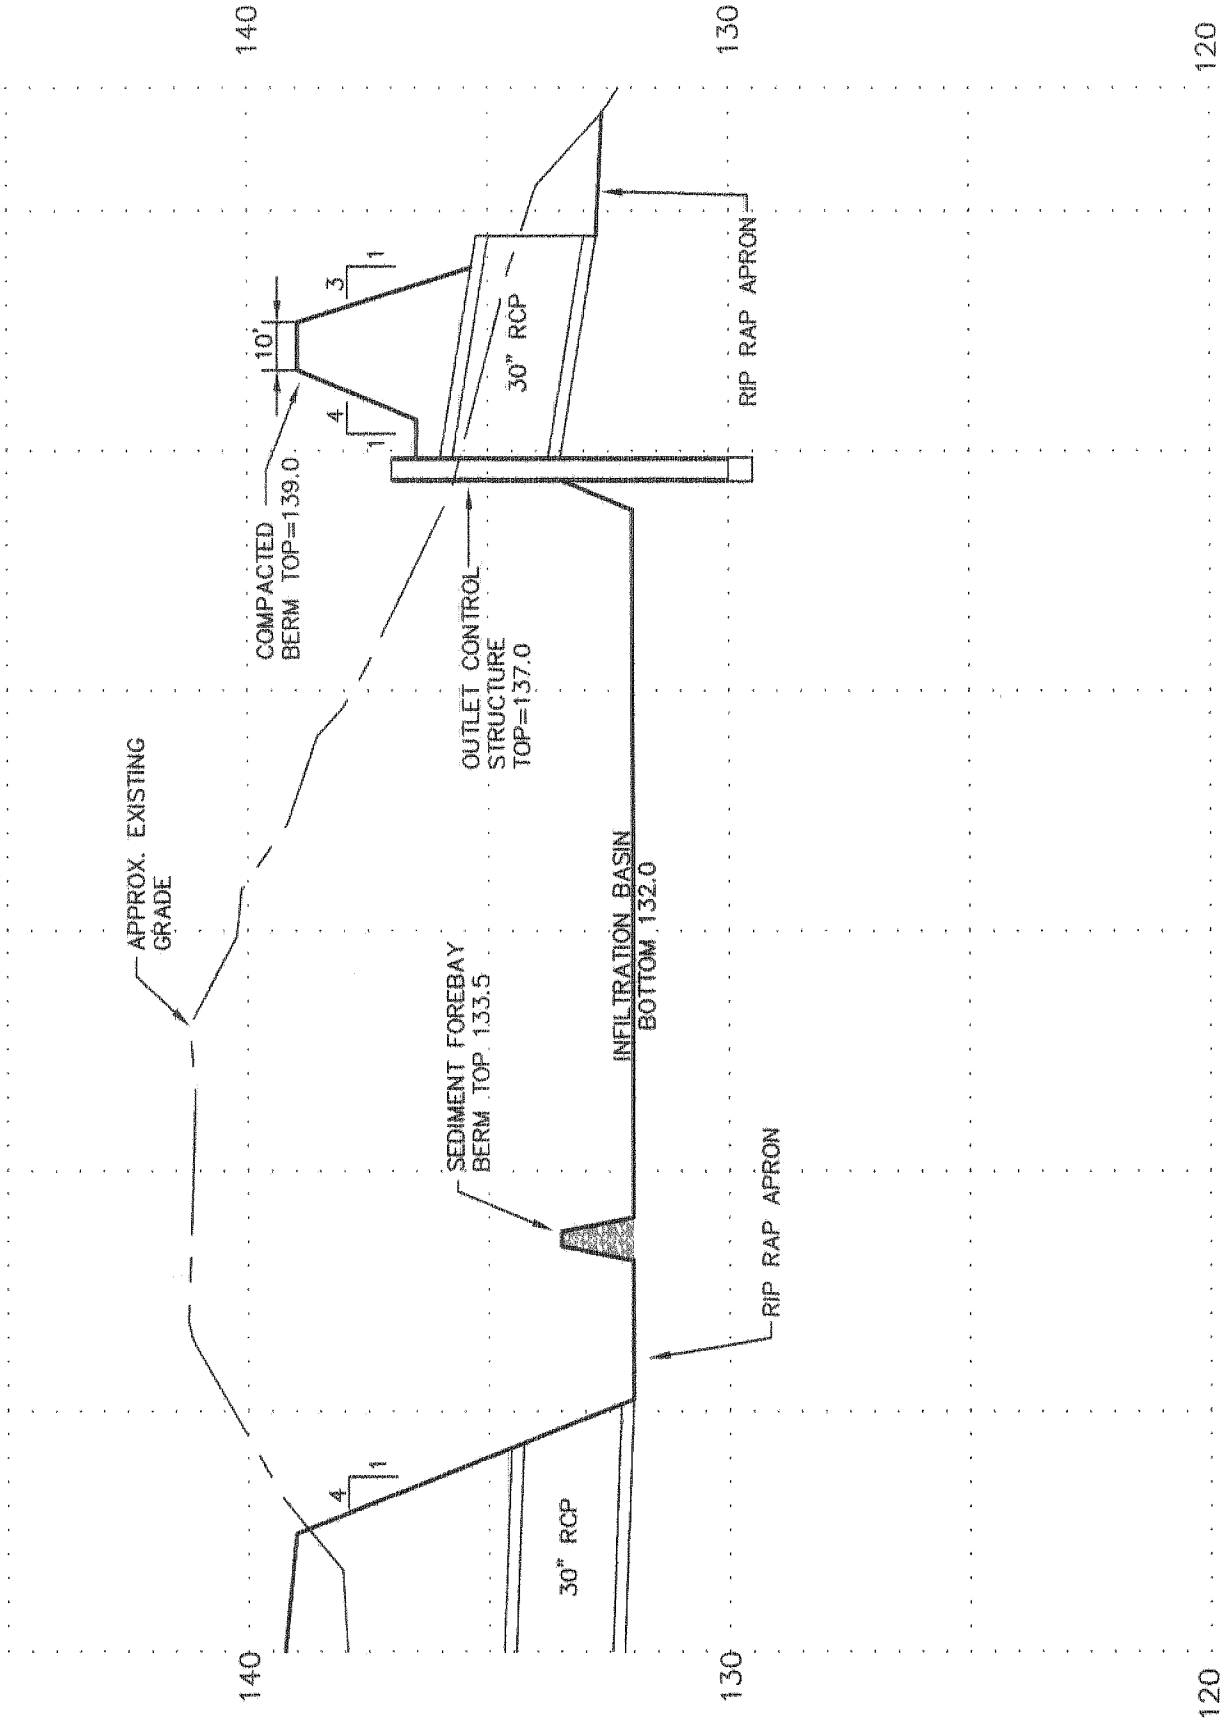 APPROX. EXISTING
GRADE
COMPACTED
BERM TOP=139.0
10'
4
1
3
1
4
1
SEDIMENT FOREBAY
BERM TOP 133.5
OUTLET CONTROL
STRUCTURE
TOP=137.0
30" RCP
30" RCP
INFILTRATION BASIN
BOTTOM 132.0
RIP RAP APRON
RIP RAP APRON
140
140
130
130
120
120